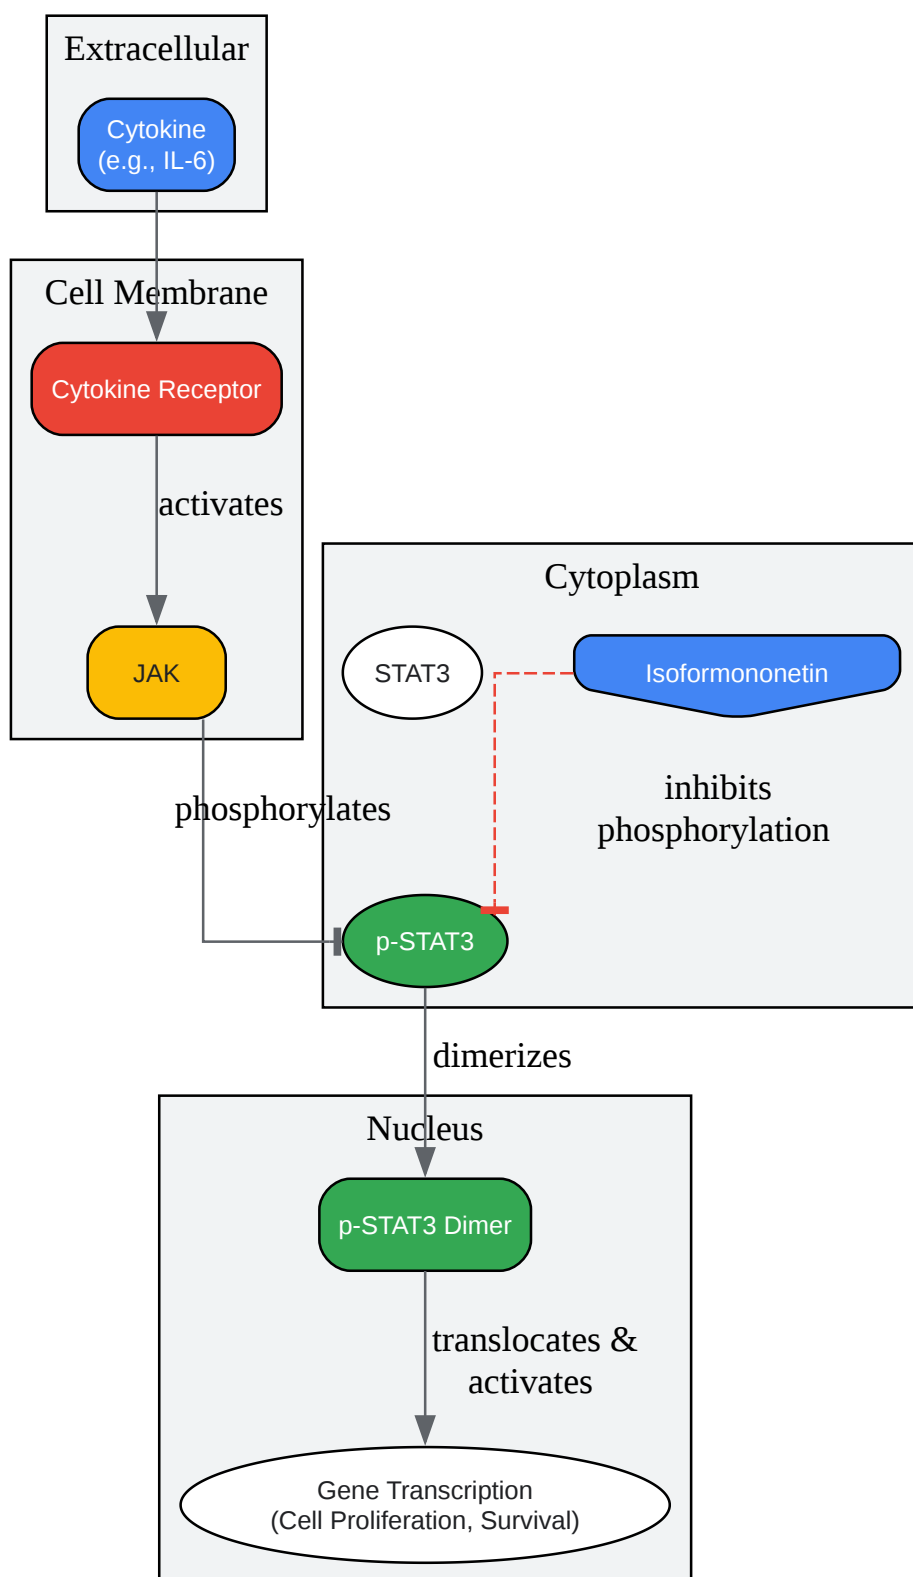 Extracellular
Cytokine
(e.g., IL-6)
Cell Membrane
Cytokine Receptor
activates
JAK
Cytoplasm
STAT3
Isoformononetin
phosphorylates
inhibits
phosphorylation
p-STAT3
dimerizes
Nucleus
p-STAT3 Dimer
translocates &
activates
Gene Transcription
(Cell Proliferation, Survival)